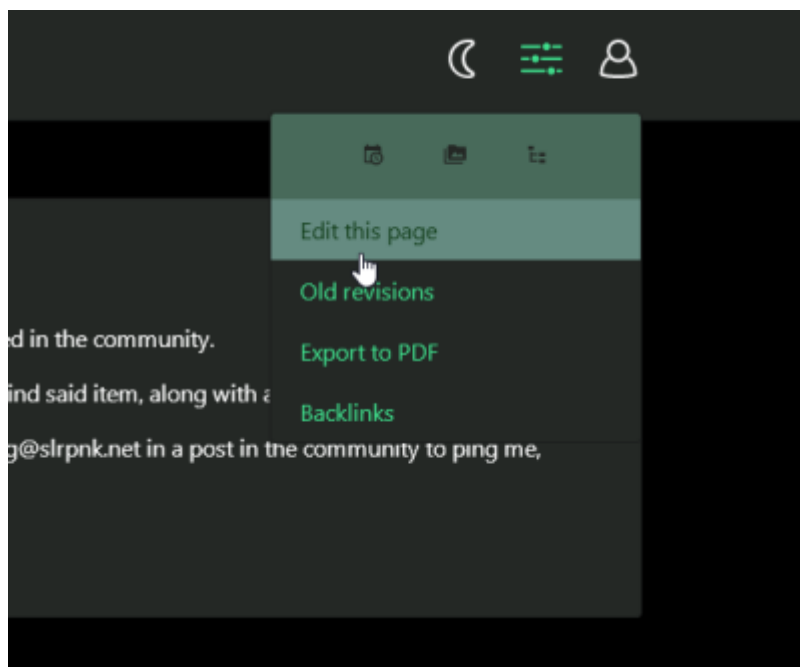 Edit this page
Old revisions
ed in the community.
Export to PDF
ind said item, along with a
Backlinks
g@slrpnk.net in a post in the community to ping me,